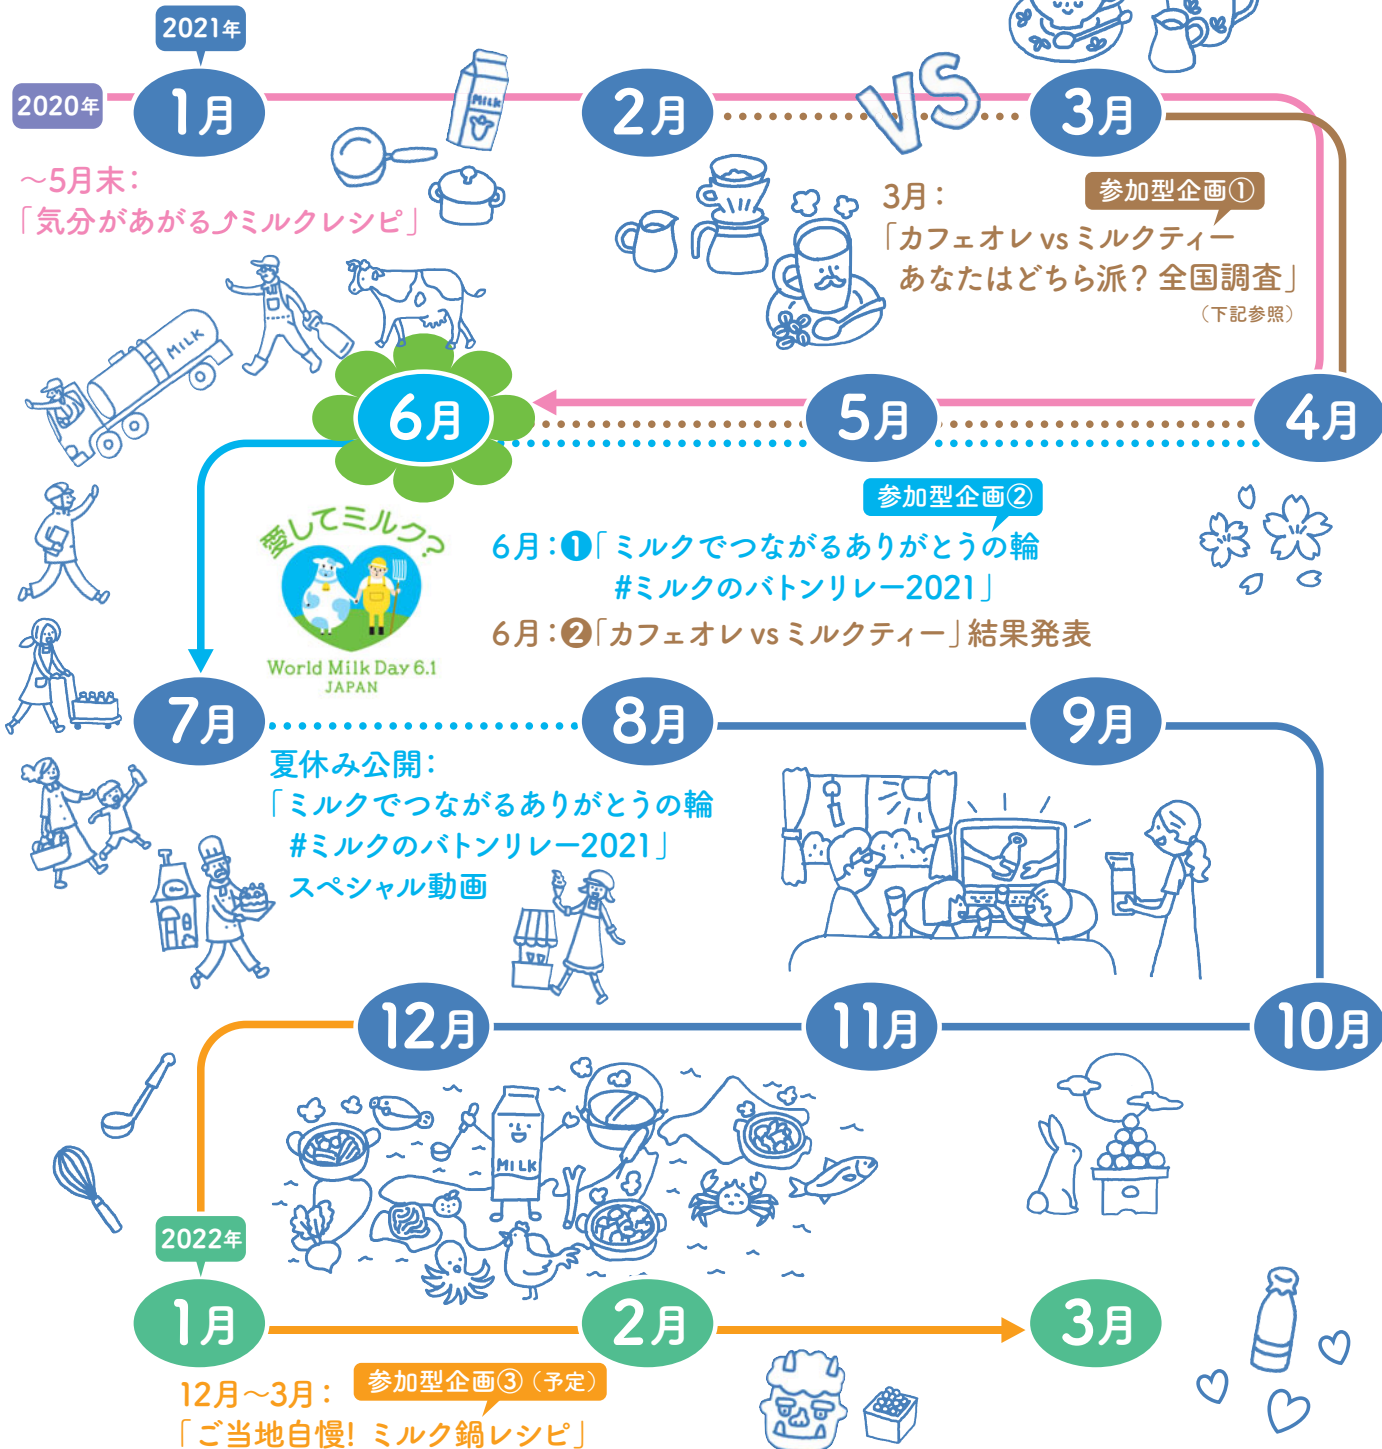 2021年
2020年
1月
2月
VS
3月
MILK
～5月末：
「気分があがる⤴ミルクレシピ」
3月：
参加型企画①
「カフェオレ vs ミルクティー
あなたはどちら派？ 全国調査」
（下記参照）
MILK
6月
5月
4月
参加型企画②
愛してミルク？
World Milk Day 6.1
JAPAN
6月：❶「ミルクでつながるありがとうの輪
#ミルクのバトンリレー2021」
6月：❷「カフェオレ vs ミルクティー」結果発表
7月
8月
9月
夏休み公開：
「ミルクでつながるありがとうの輪
#ミルクのバトンリレー2021」
スペシャル動画
12月
11月
10月
MILK
2022年
1月
2月
3月
12月～3月：
参加型企画③（予定）
「ご当地自慢！ ミルク鍋レシピ」